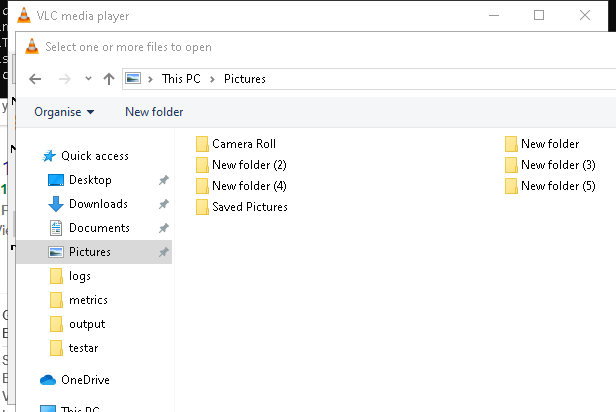 VLC media player
Select one or more files to open
This PC > Pictures
Organise
New folder
Camera Roll
New folder
New folder (2)
New folder (3)
New folder (4)
New folder (5)
Saved Pictures
Quick access
Desktop
Downloads
Documents
Pictures
logs
metrics
output
testar
OneDrive
This PC